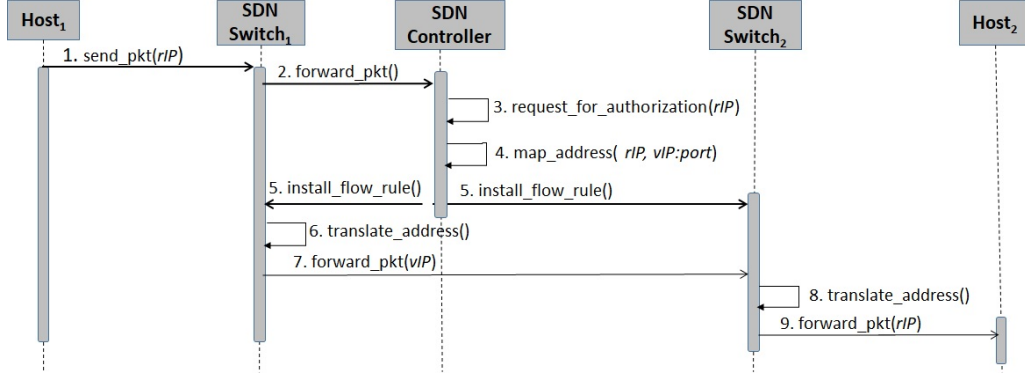 Host₁
SDN
Switch₁
SDN
Controller
SDN
Switch₂
Host₂
1. send_pkt(rIP)
2. forward_pkt()
3. request_for_authorization(rIP)
4. map_address( rIP, vIP:port)
5. install_flow_rule()
5. install_flow_rule()
6. translate_address()
7. forward_pkt(vIP)
8. translate_address()
9. forward_pkt(rIP)